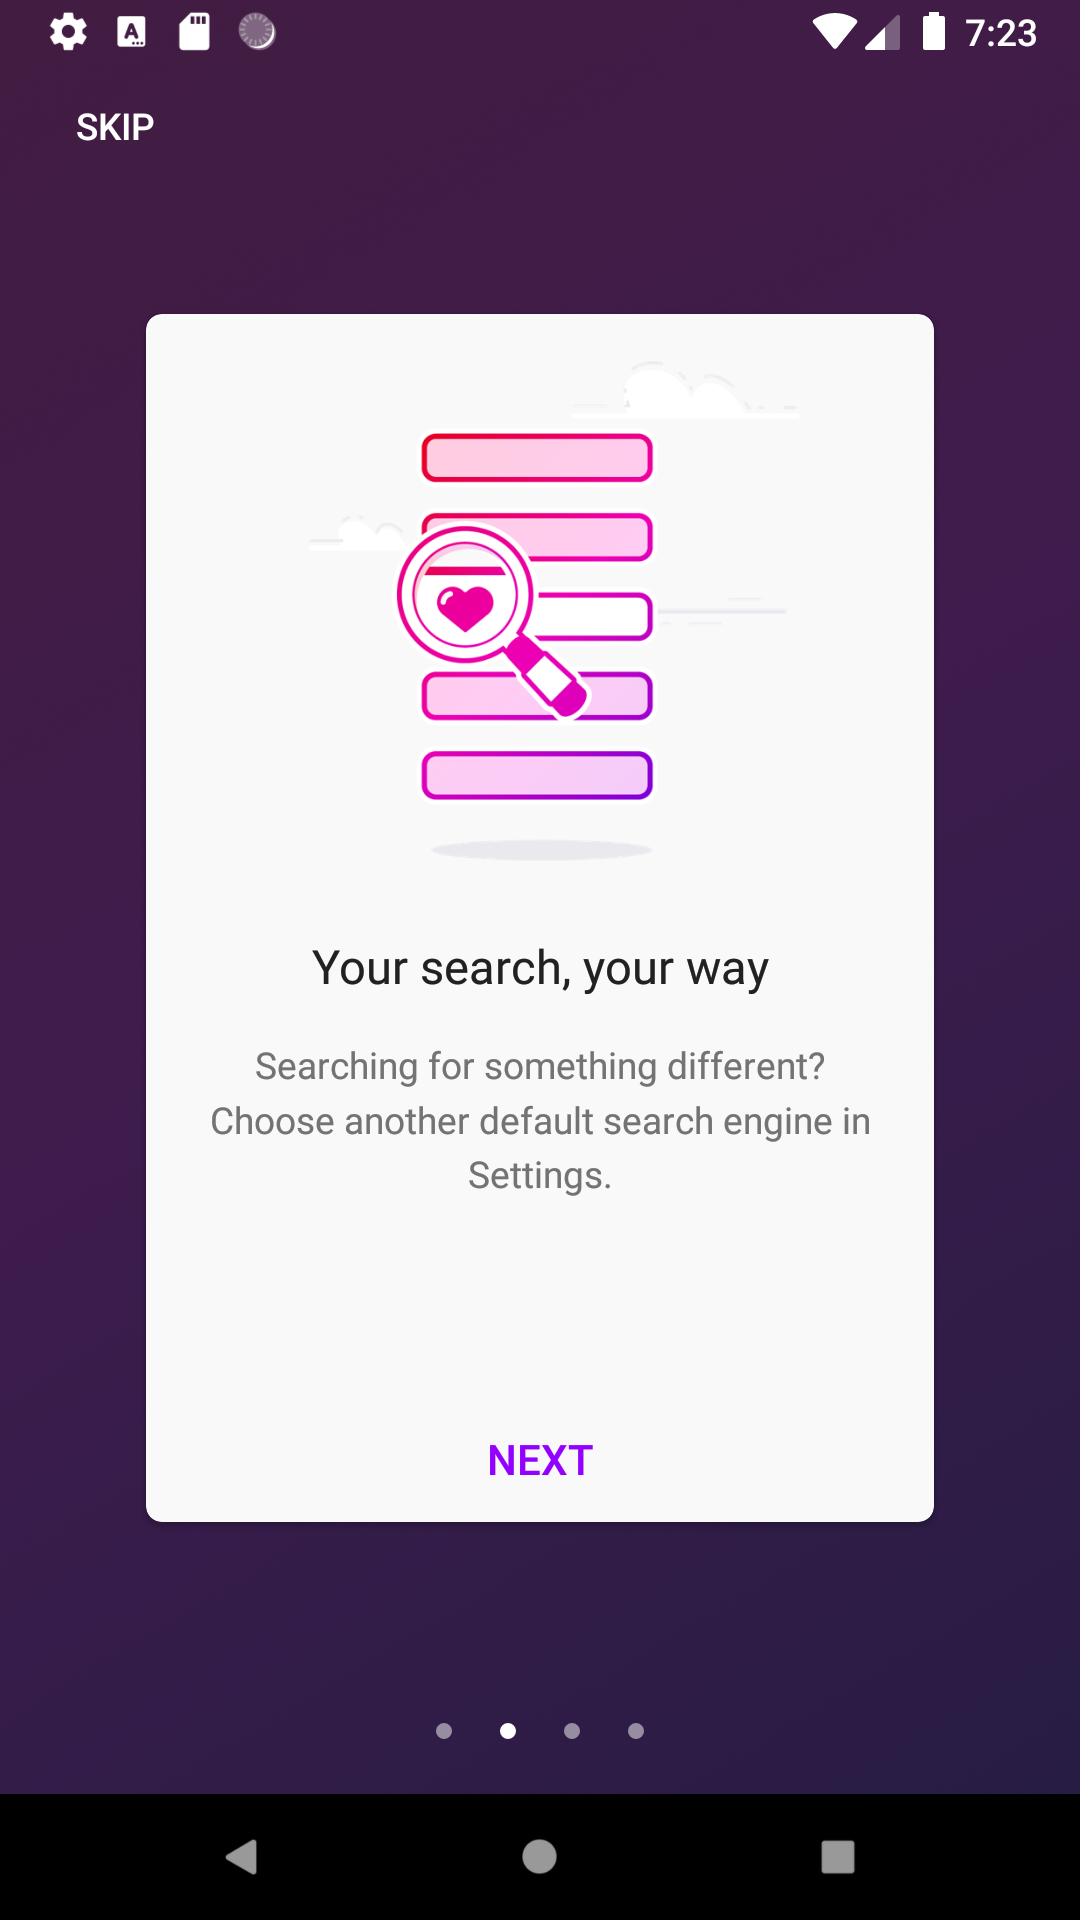 7:23
SKIP
Your search, your way
Searching for something different?
Choose another default search engine in
Settings.
NEXT